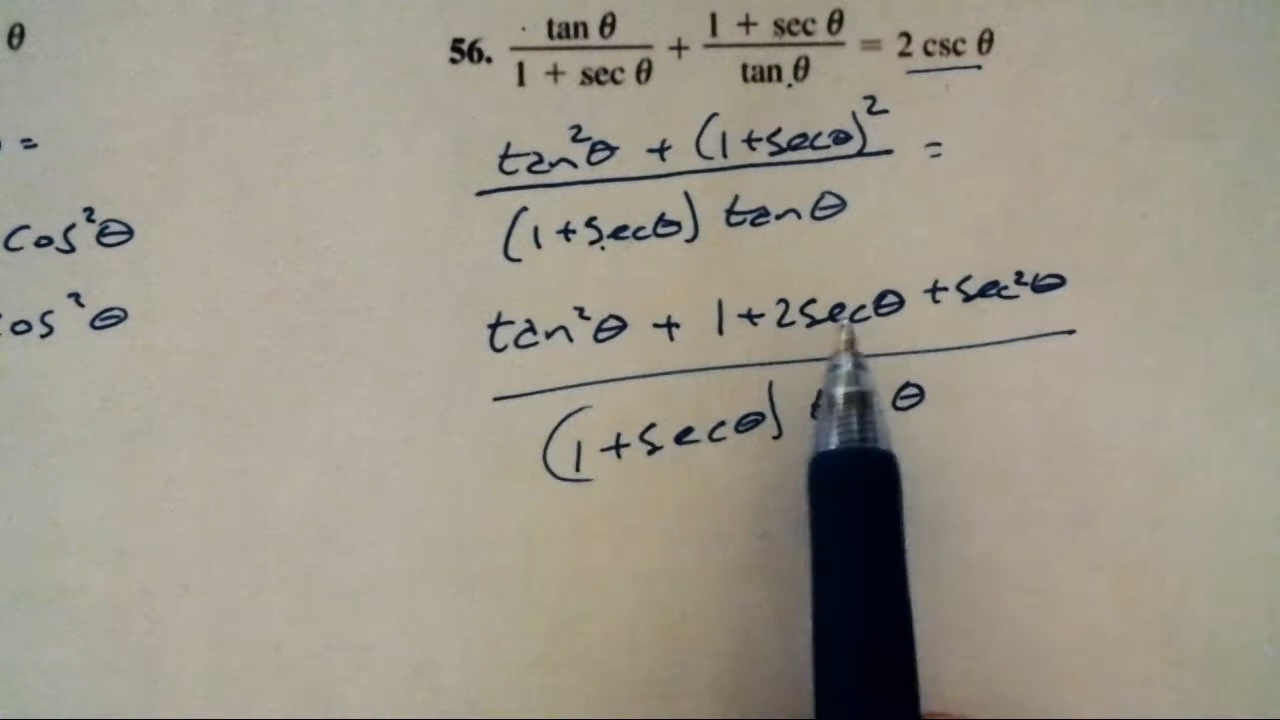 θ
56. tan θ / 1 + sec θ + 1 + sec θ / tan θ = 2 csc θ
=
tan²θ + (1+secθ)² / (1+secθ) tanθ =
cos²θ
tan²θ + 1+2secθ +sec²θ / (1+secθ) θ
cos²θ